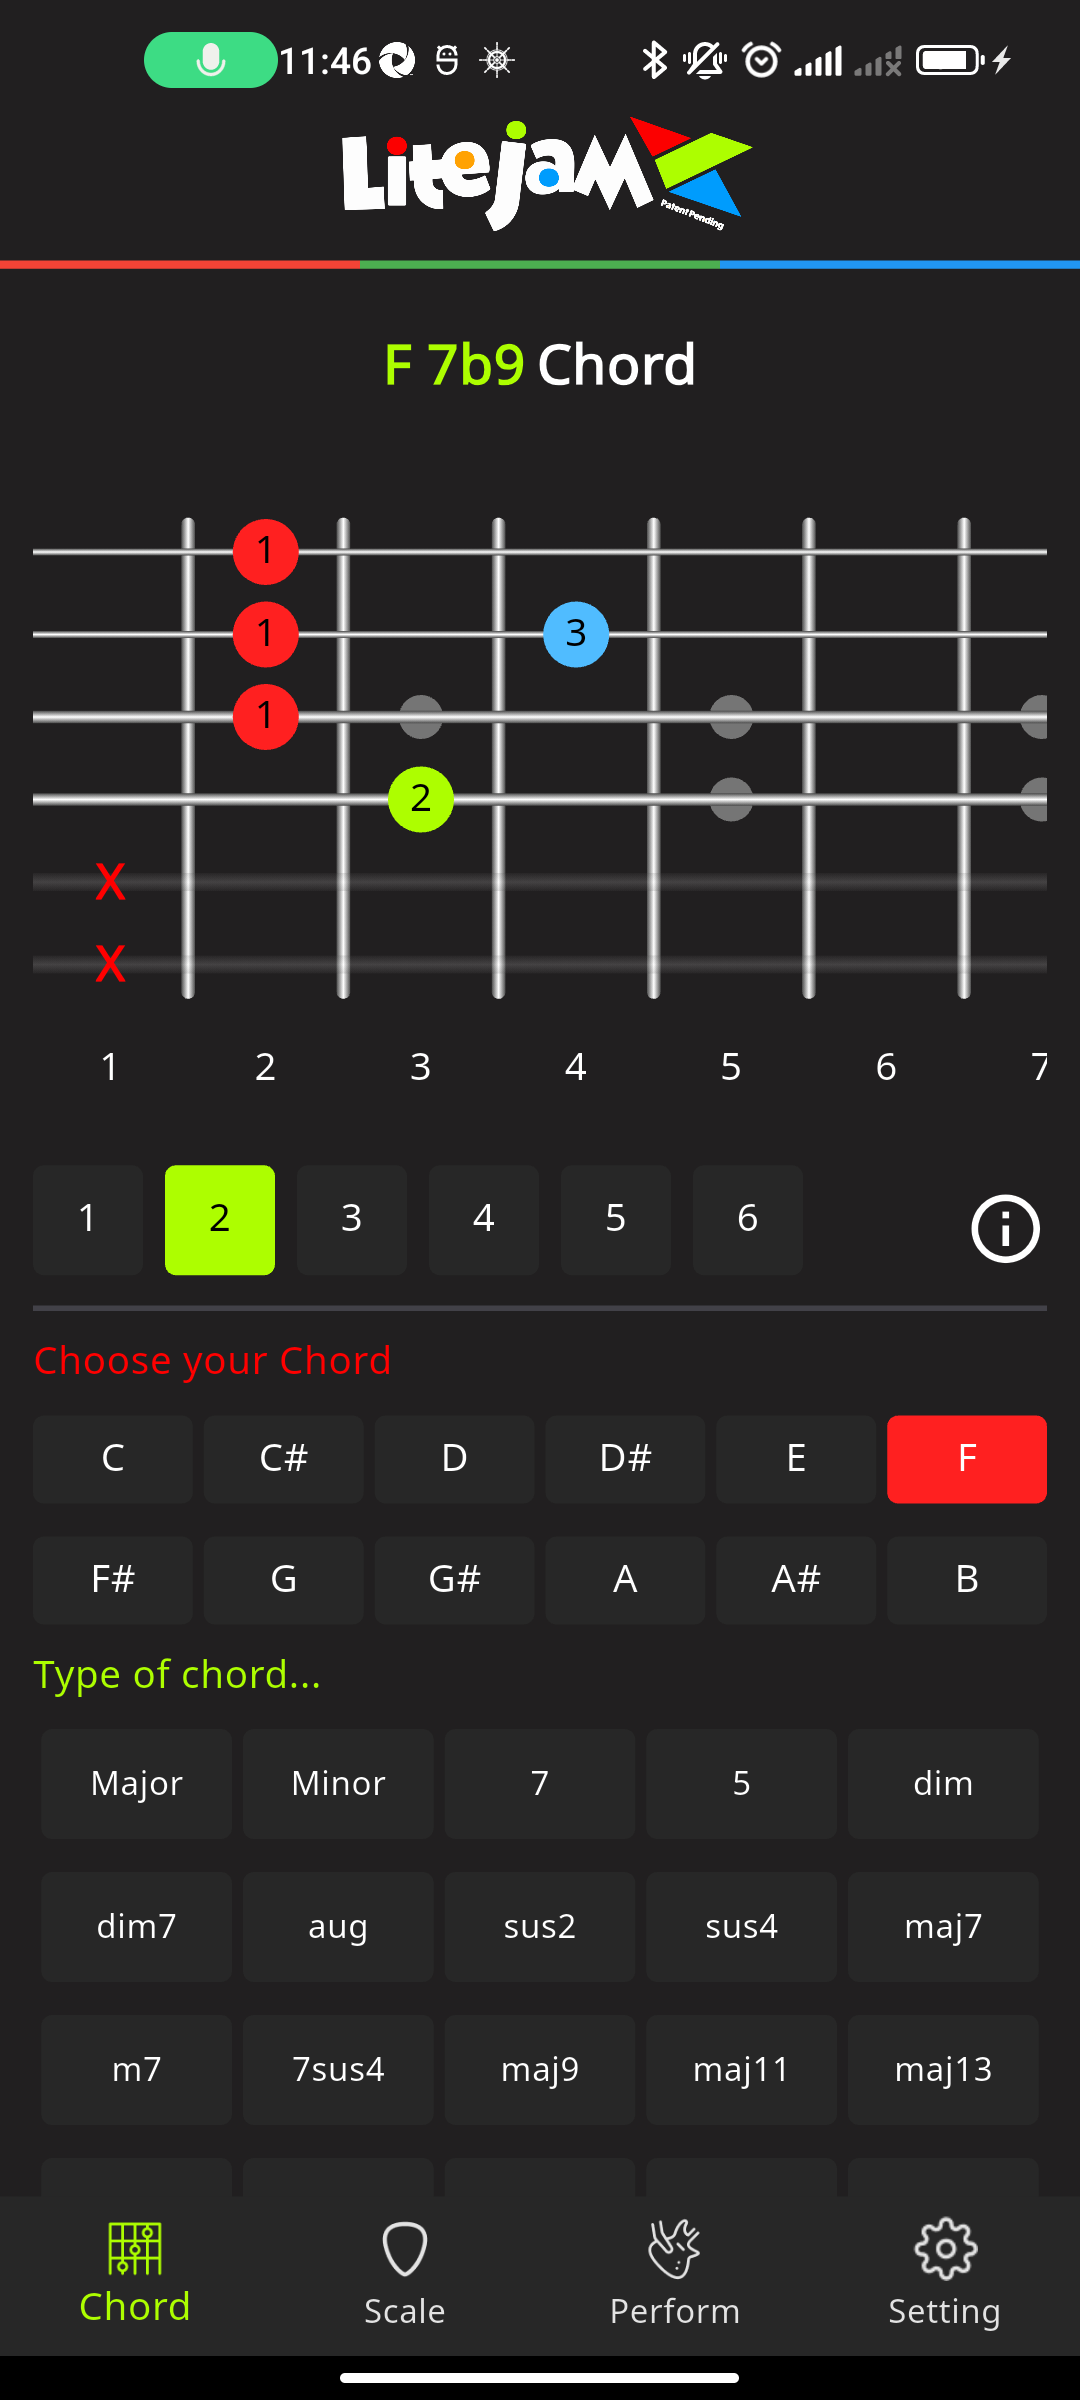 11:46
Litejam
Patent Pending
F 7b9 Chord
1
1 3
1
2
X
X
1 2 3 4 5 6 7
1 2 3 4 5 6
Choose your Chord
C C# D D# E F
F# G G# A A# B
Type of chord...
Major Minor 7 5 dim
dim7 aug sus2 sus4 maj7
m7 7sus4 maj9 maj11 maj13
Chord Scale Perform Setting